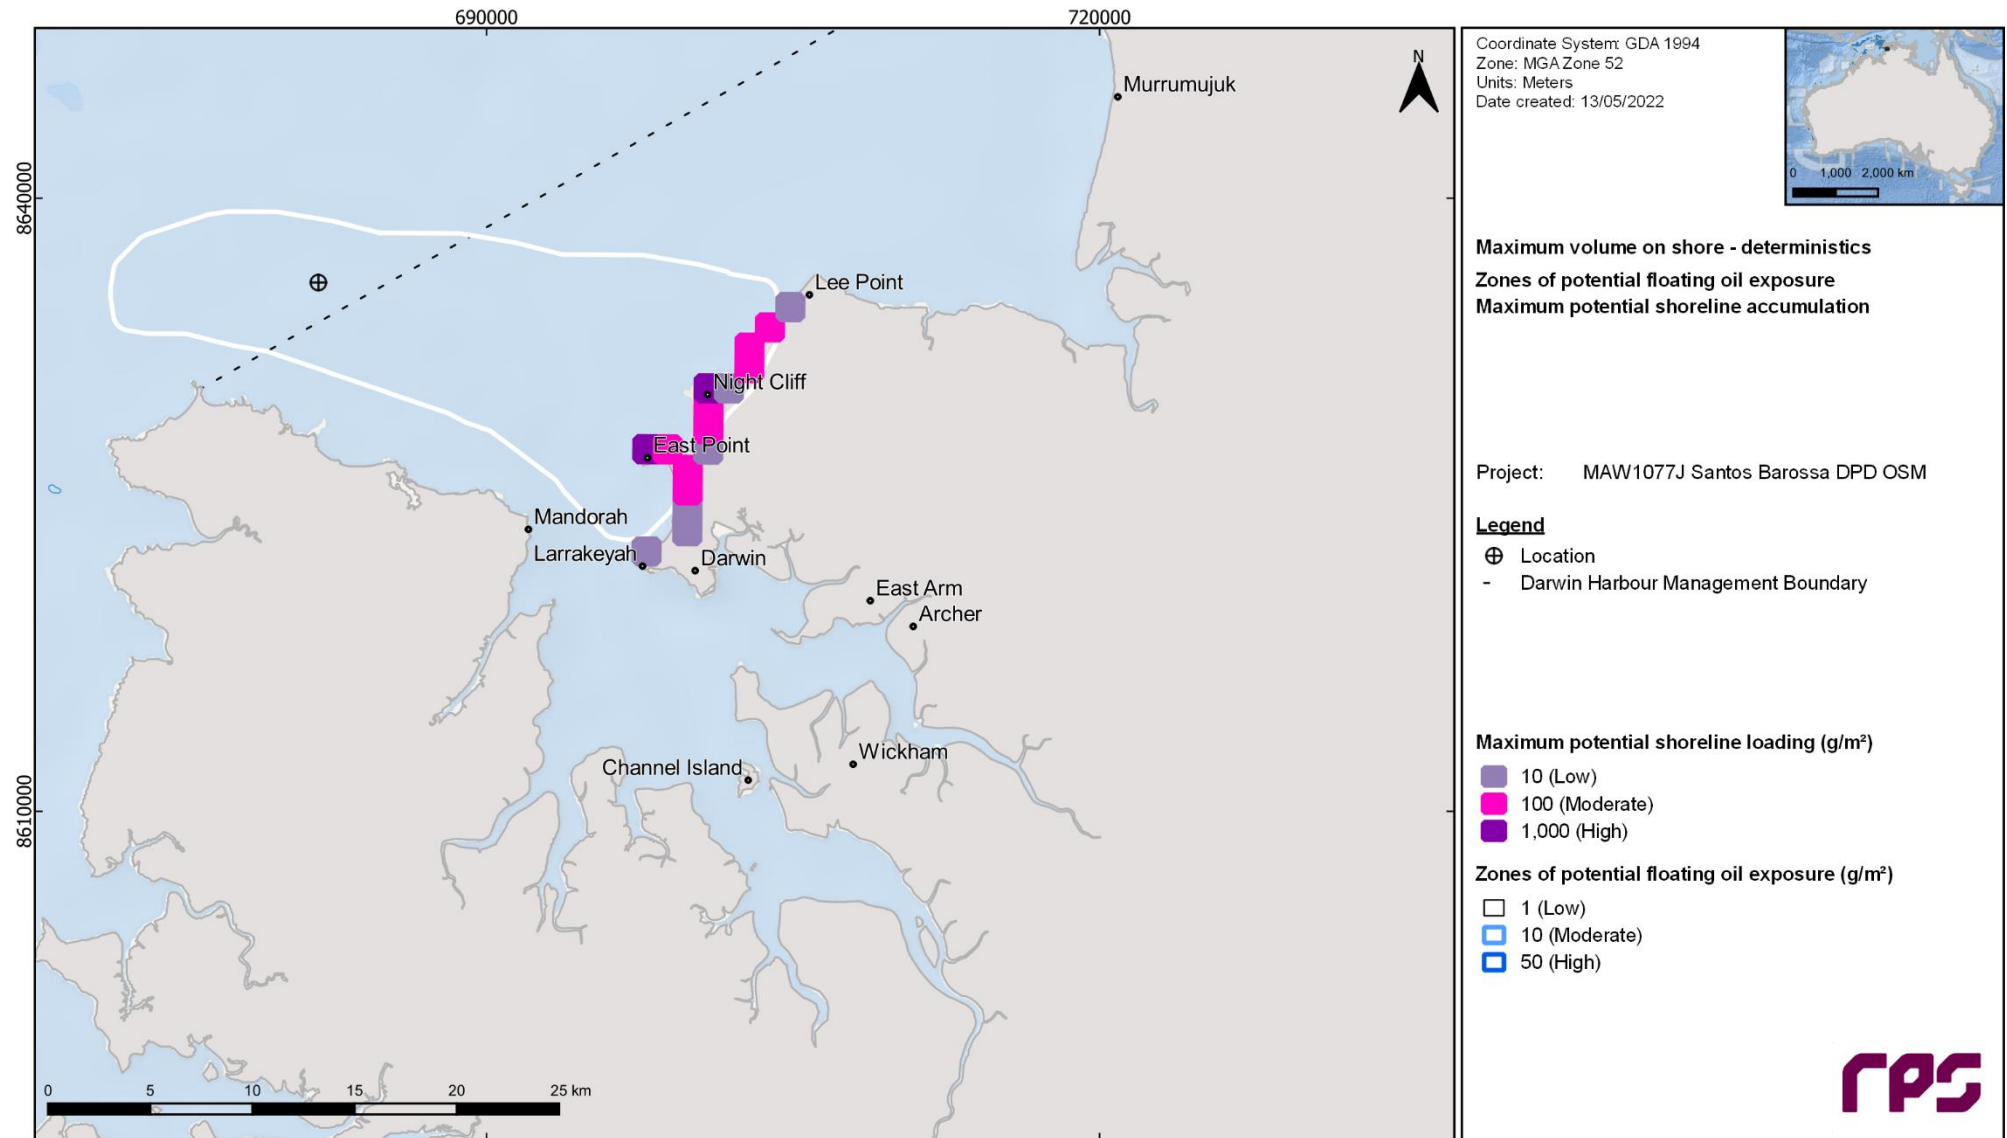 690000
720000
8640000
8610000
N
Murrumujuk
Lee Point
Night Cliff
East Point
Mandorah
Larrakeyah
Darwin
East Arm
Archer
Wickham
Channel Island
0 5 10 15 20 25 km
Coordinate System: GDA 1994
Zone: MGA Zone 52
Units: Meters
Date created: 13/05/2022
0 1,000 2,000 km
Maximum volume on shore - deterministics
Zones of potential floating oil exposure
Maximum potential shoreline accumulation
Project: MAW1077J Santos Barossa DPD OSM
Legend
Location
- Darwin Harbour Management Boundary
Maximum potential shoreline loading (g/m²)
10 (Low)
100 (Moderate)
1,000 (High)
Zones of potential floating oil exposure (g/m²)
1 (Low)
10 (Moderate)
50 (High)
rps